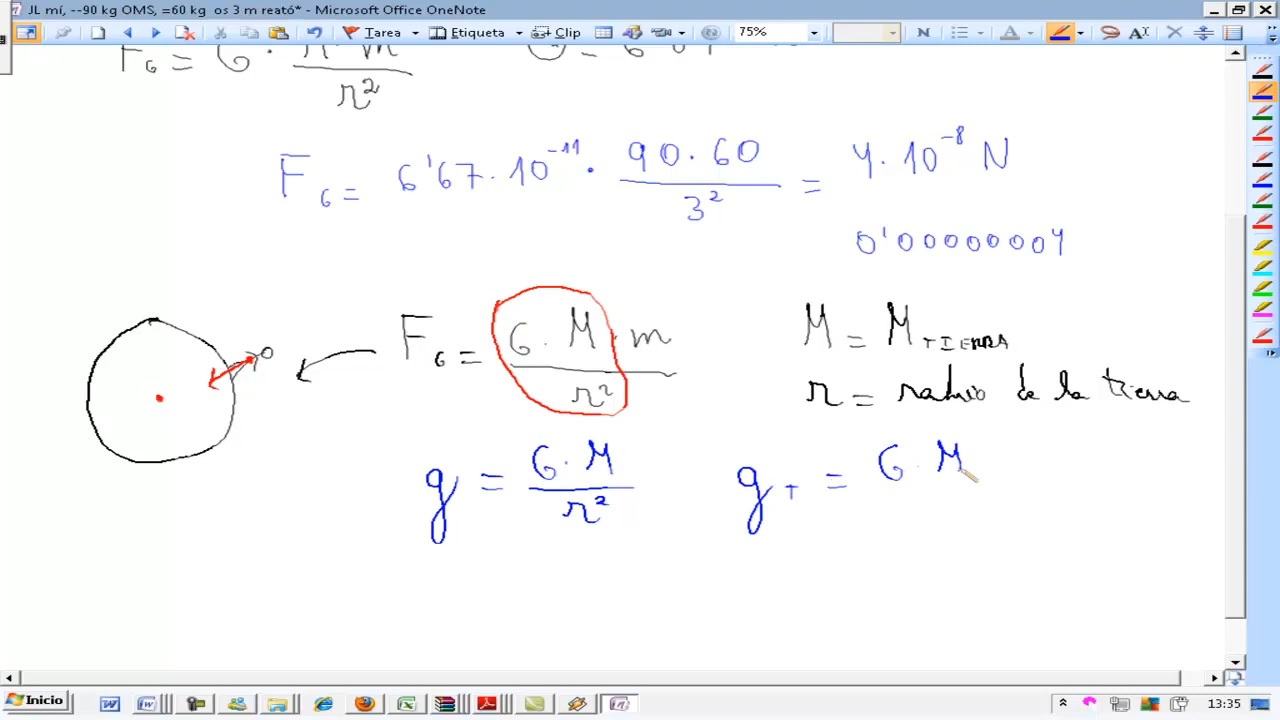 JL mí, --90 kg OMS, =60 kg os 3 m reató* - Microsoft Office OneNote
Tarea Etiqueta Clip 75% N A
F_G = G · M · m / r²
F_G = 6'67 · 10^-11 · 90 · 60 / 3² = 4 · 10^-8 N
0'00000004
F_G = G · M · m / r²
M = M TIERRA
r = radio de la tierra
g = G · M / r²
g_T = G · M
Inicio 13:35